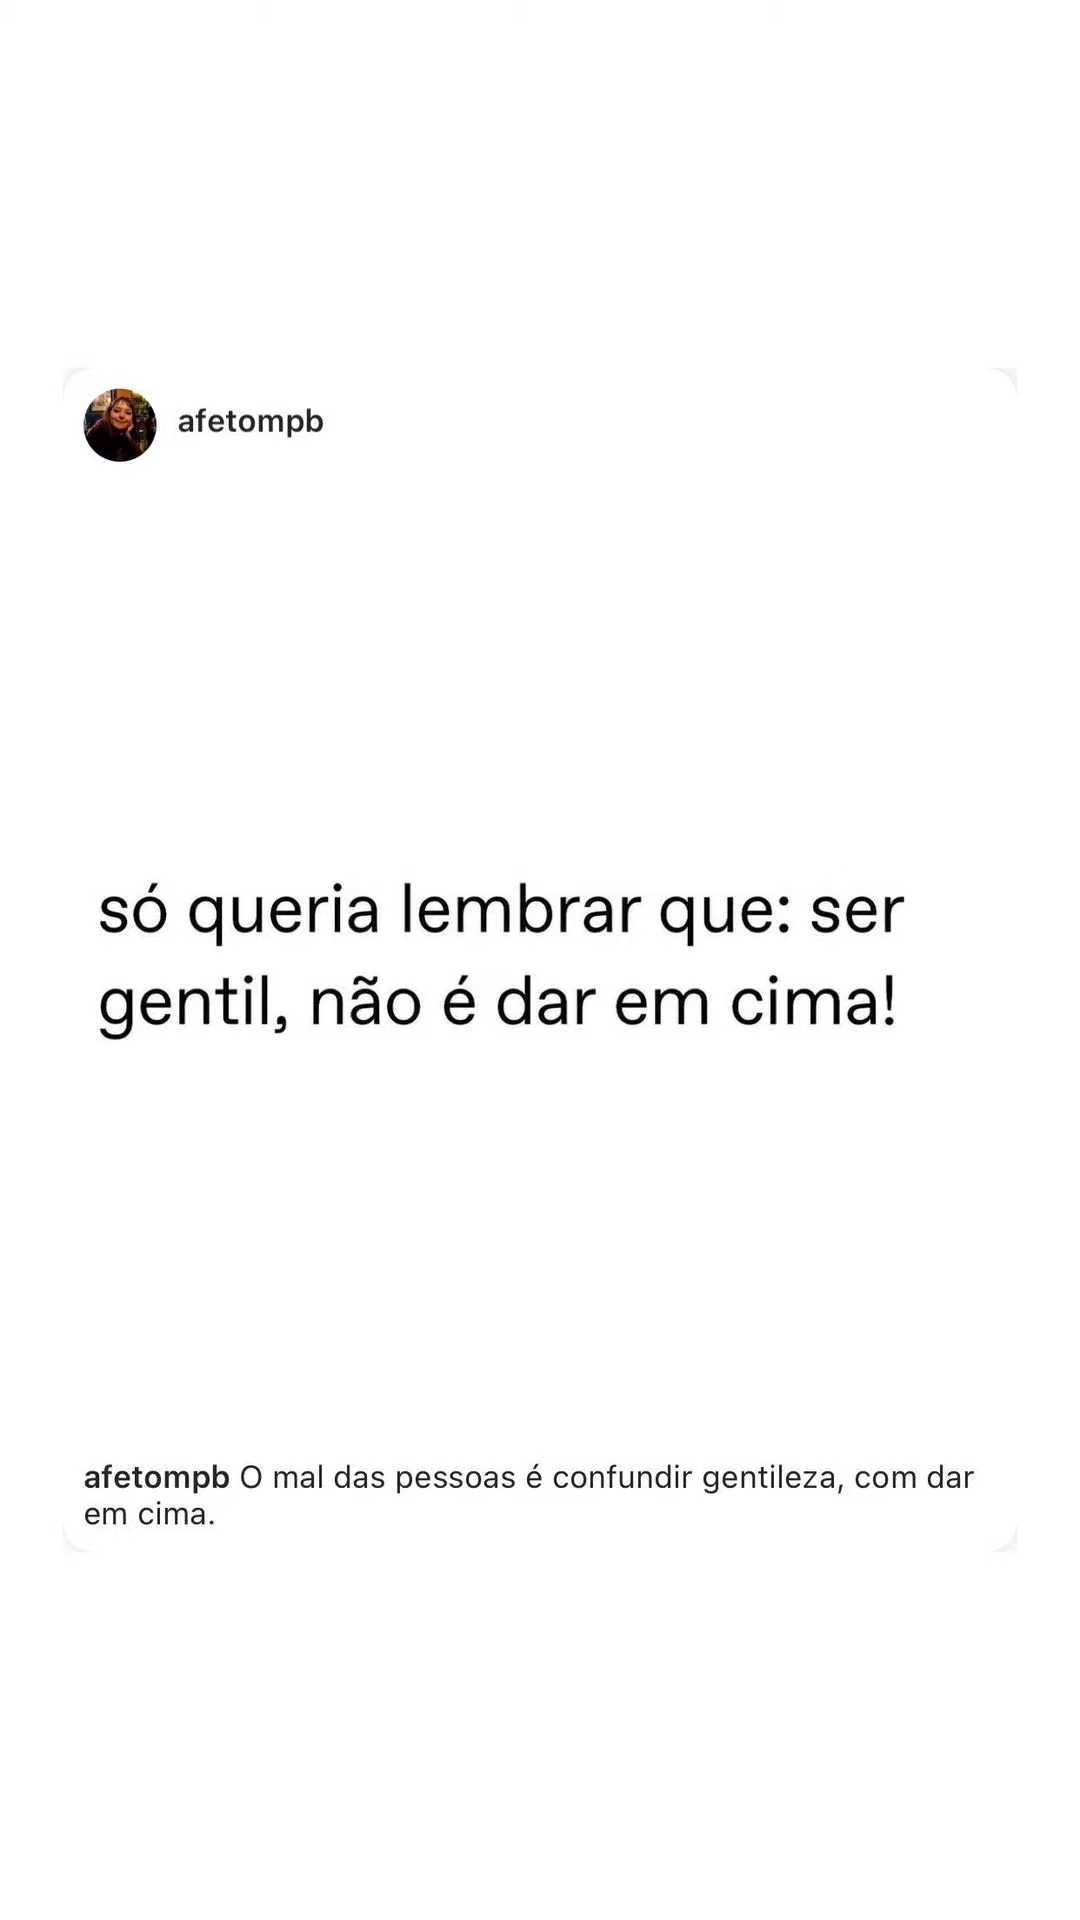 afetompb
só queria lembrar que: ser
gentil, não é dar em cima!
afetompb O mal das pessoas é confundir gentileza, com dar
em cima.